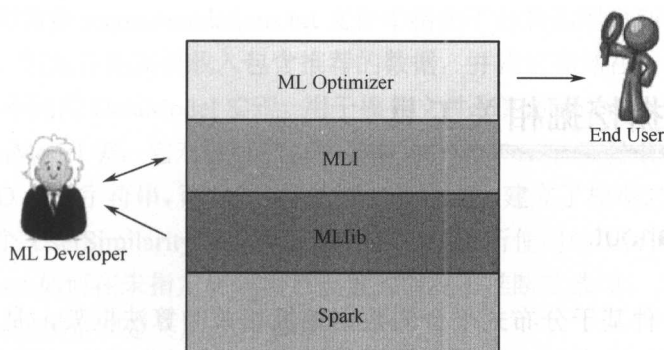 ML Optimizer
End User
MLI
MLlib
ML Developer
Spark